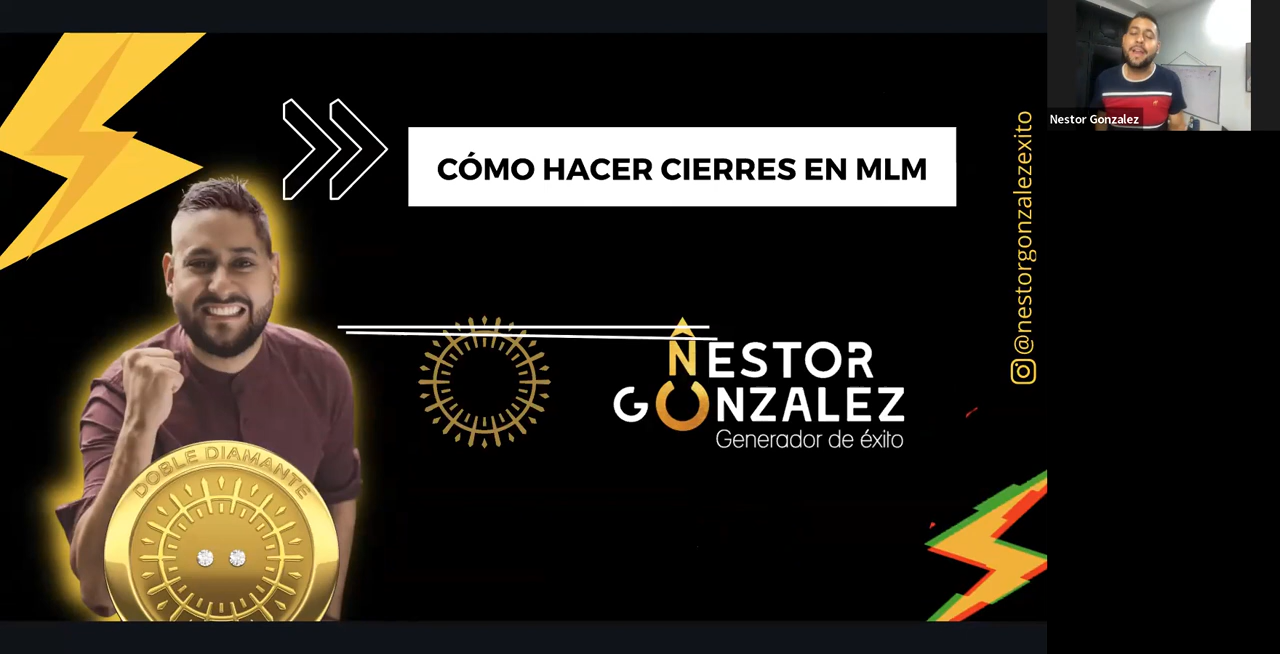 CÓMO HACER CIERRES EN MLM
Nestor Gonzalez
@nestorgonzalezexito
NESTOR
GONZALEZ
Generador de éxito
DOBLE DIAMANTE